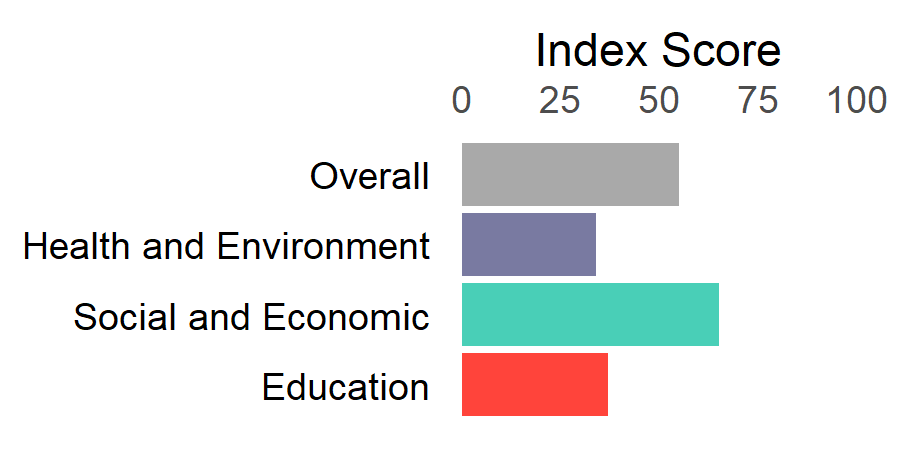 Index Score
0 25 50 75 100
Overall
Health and Environment
Social and Economic
Education